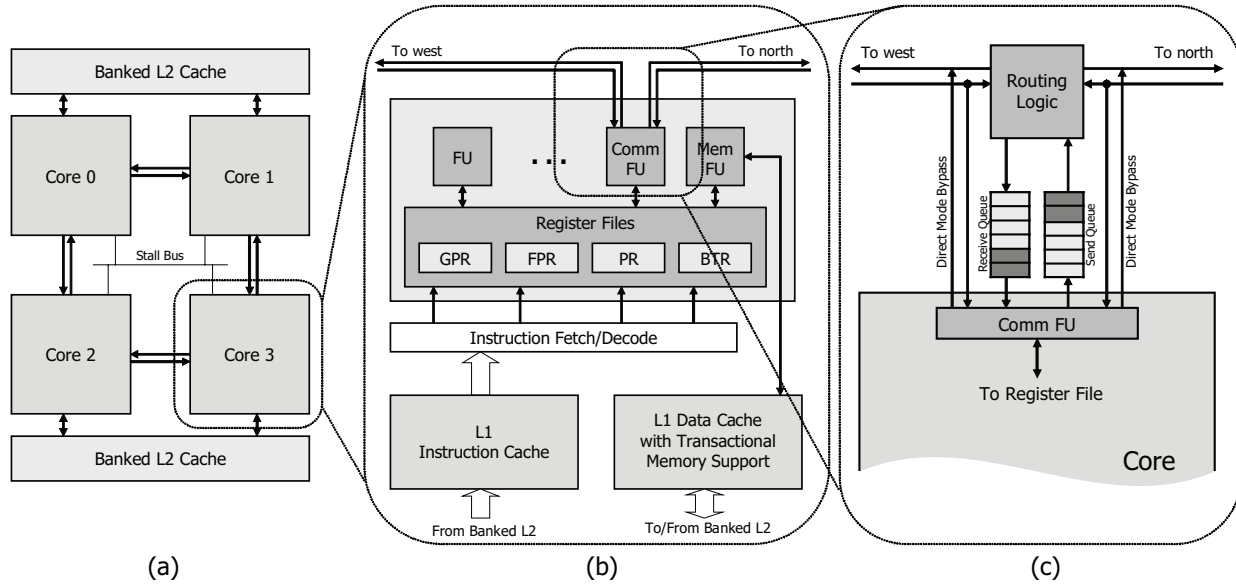 Banked L2 Cache
Core 0
Core 1
Stall Bus
Core 2
Core 3
Banked L2 Cache
(a)
To west
To north
FU
. . .
Comm
FU
Mem
FU
Register Files
GPR
FPR
PR
BTR
Instruction Fetch/Decode
L1
Instruction Cache
L1 Data Cache
with Transactional
Memory Support
From Banked L2
To/From Banked L2
(b)
To west
To north
Routing
Logic
Direct Mode Bypass
Receive Queue
Send Queue
Direct Mode Bypass
Comm FU
To Register File
Core
(c)